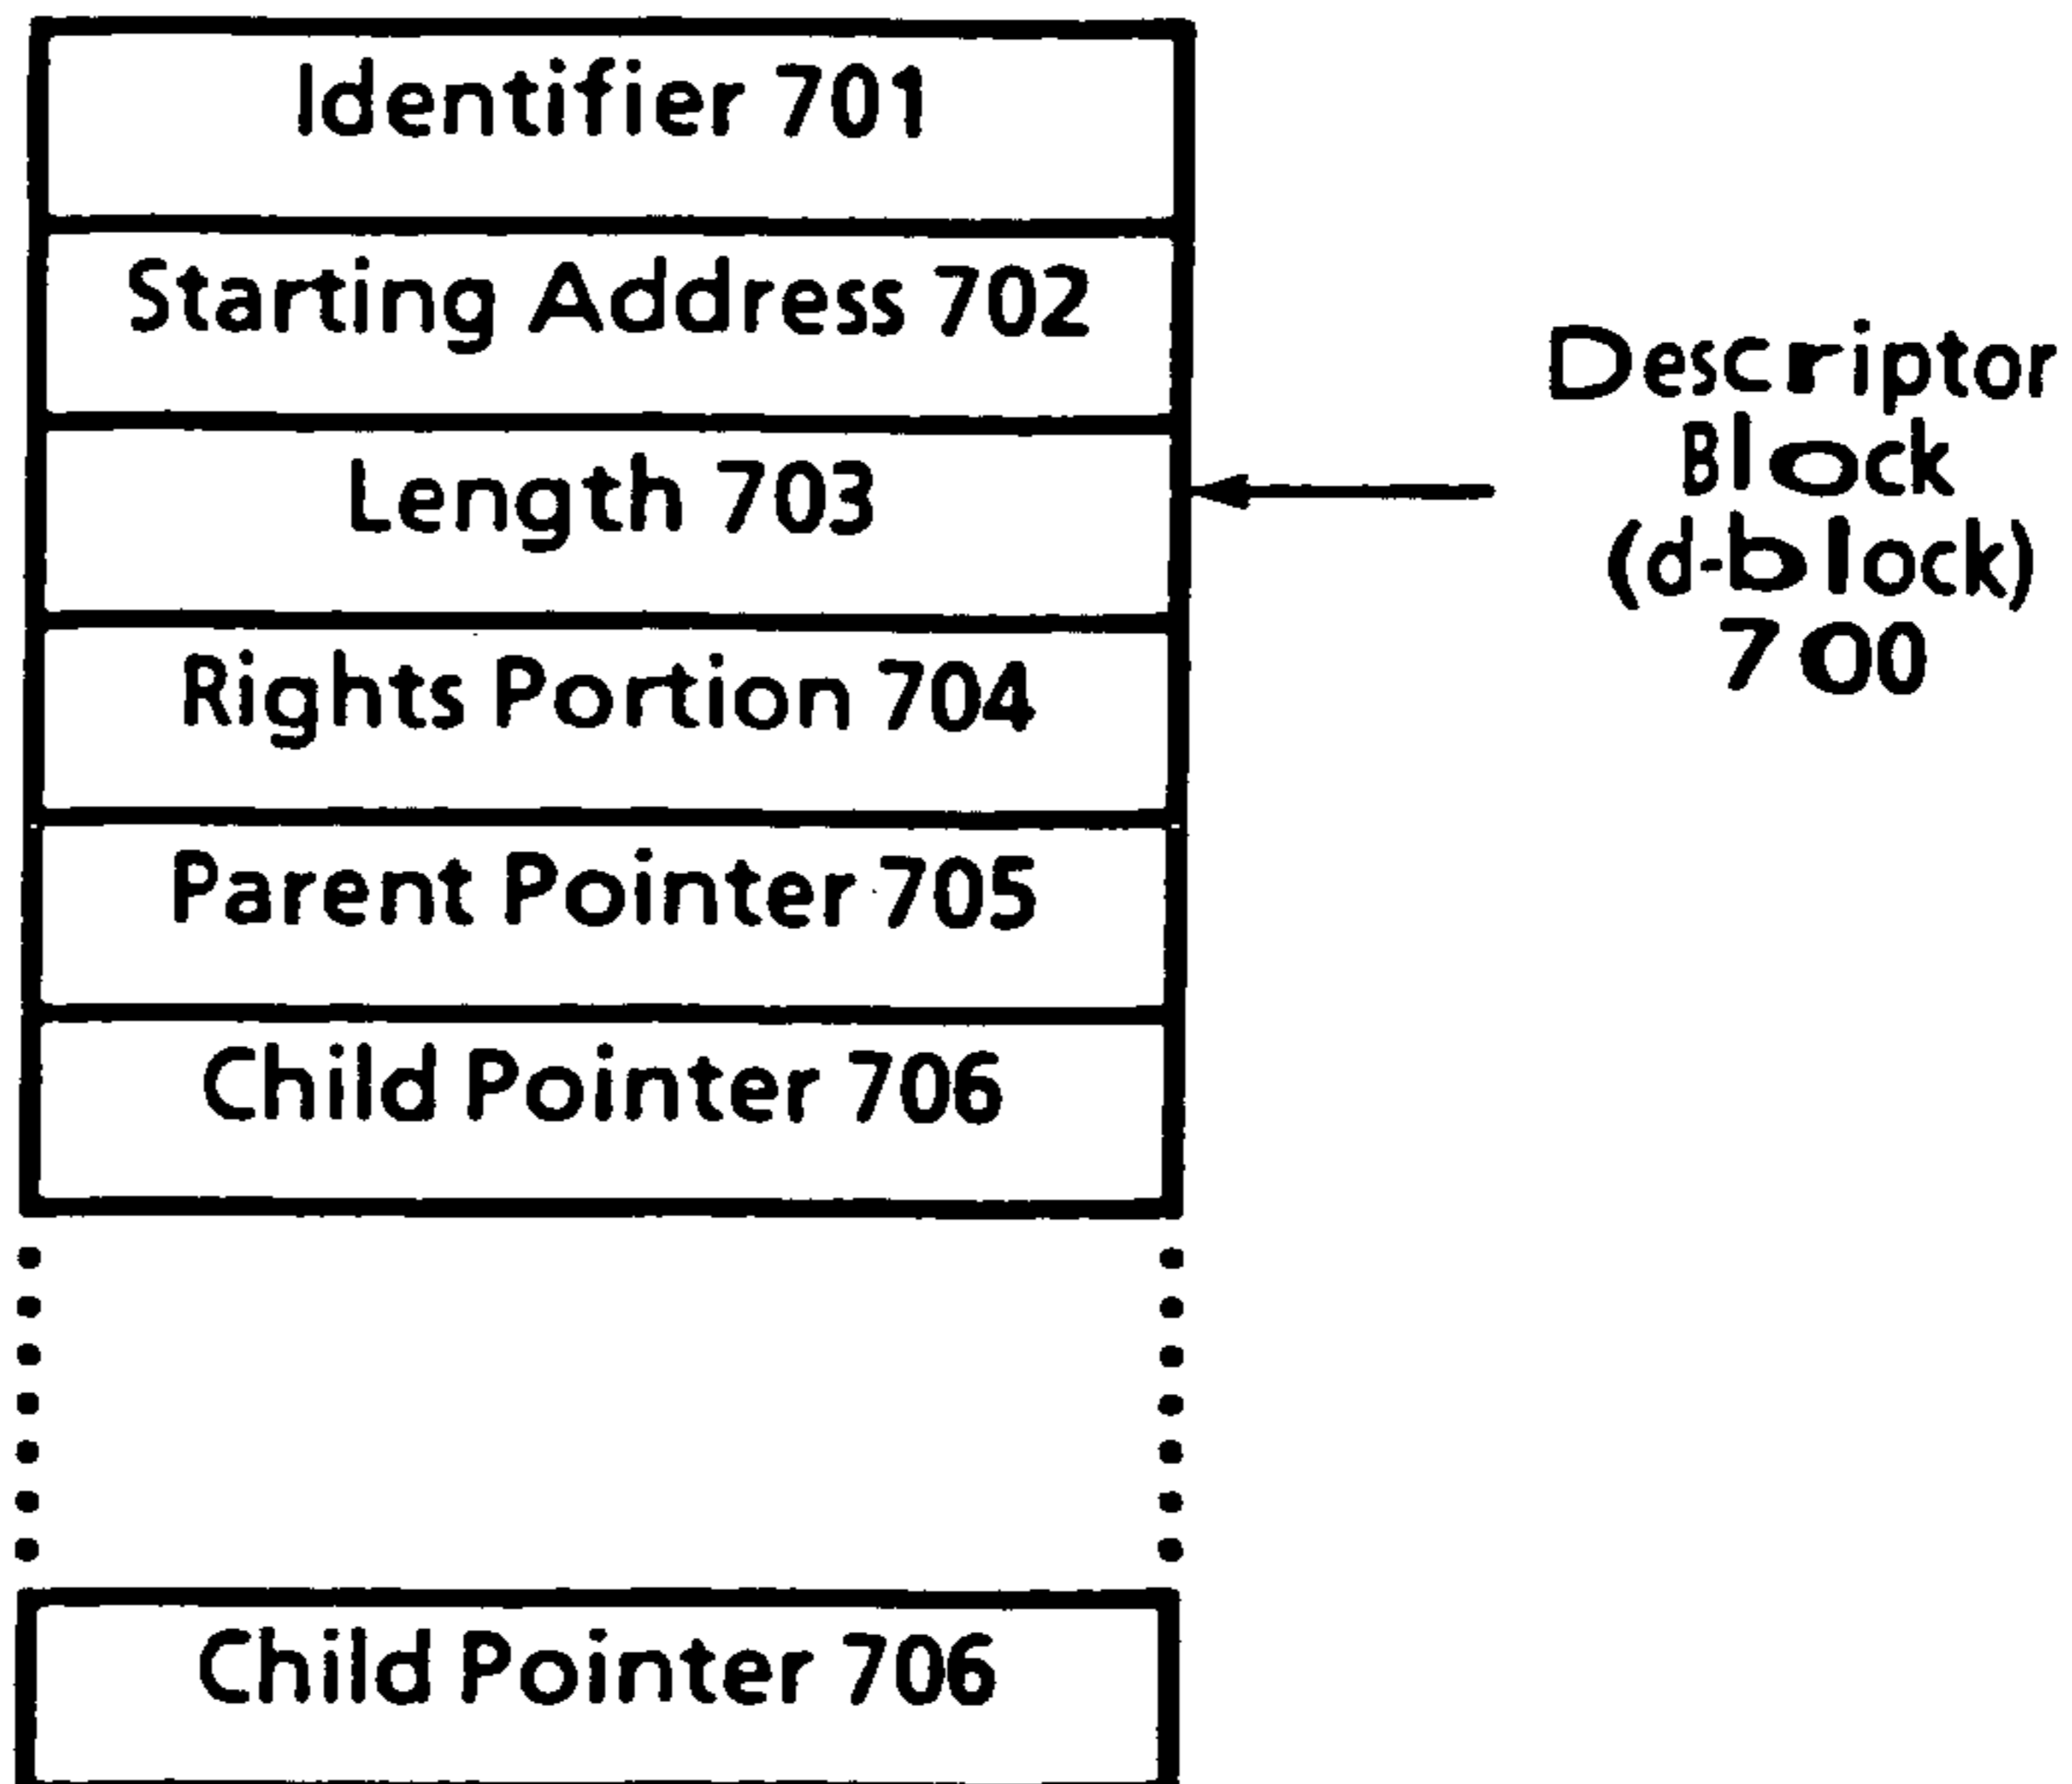 Identifier 701
Starting Address 702
Length 703
Rights Portion 704
Parent Pointer 705
Child Pointer 706
Child Pointer 706
Descriptor
Block
(d-block)
700